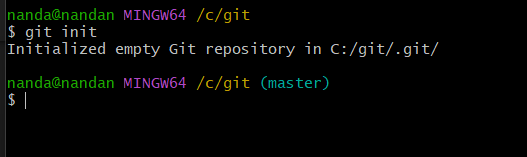 nanda@nandan MINGW64 /c/git
$ git init
Initialized empty Git repository in C:/git/.git/
nanda@nandan MINGW64 /c/git (master)
$